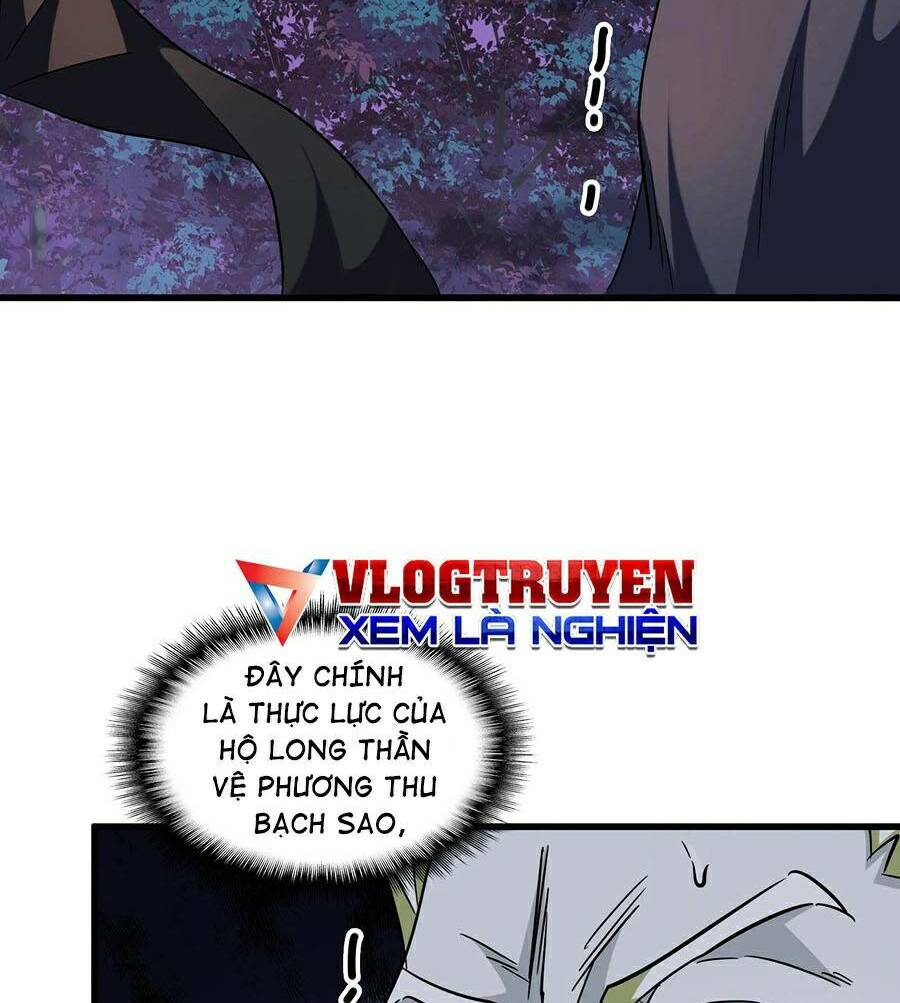 VLOGTRUYEN
XEM LÀ NGHIỆN
ĐÂY CHÍNH
LÀ THỰC LỰC CỦA
HỘ LONG THẦN
VỆ PHƯƠNG THU
BẠCH SAO,